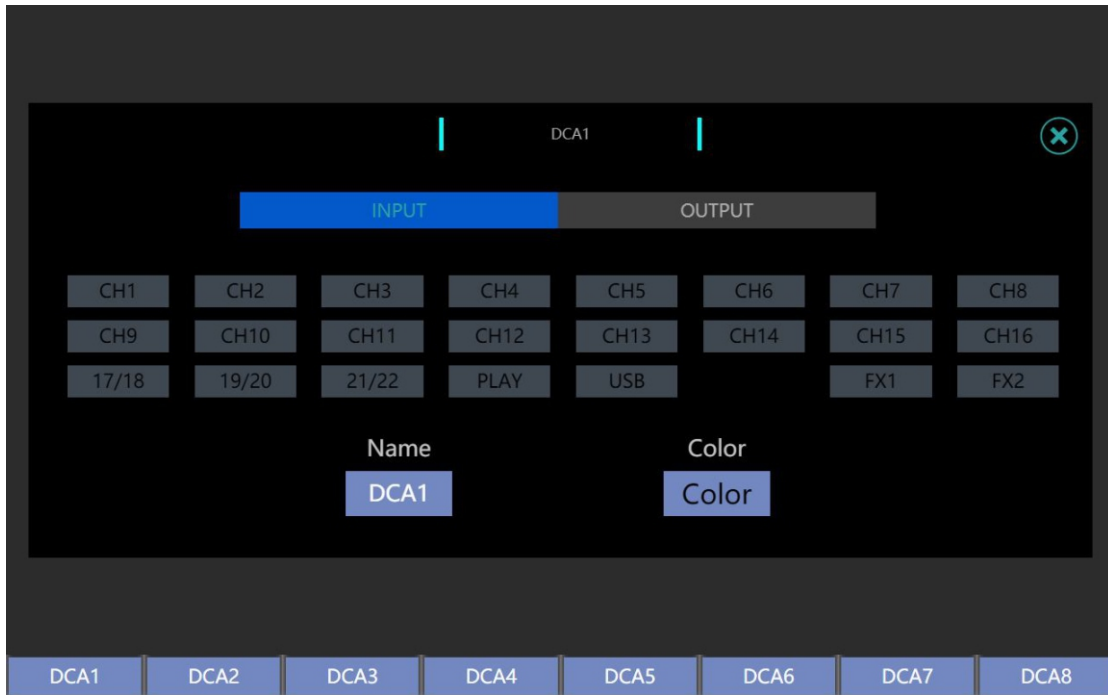 DCA1
INPUT OUTPUT
CH1 CH2 CH3 CH4 CH5 CH6 CH7 CH8
CH9 CH10 CH11 CH12 CH13 CH14 CH15 CH16
17/18 19/20 21/22 PLAY USB FX1 FX2
Name Color
DCA1 Color
DCA1 DCA2 DCA3 DCA4 DCA5 DCA6 DCA7 DCA8